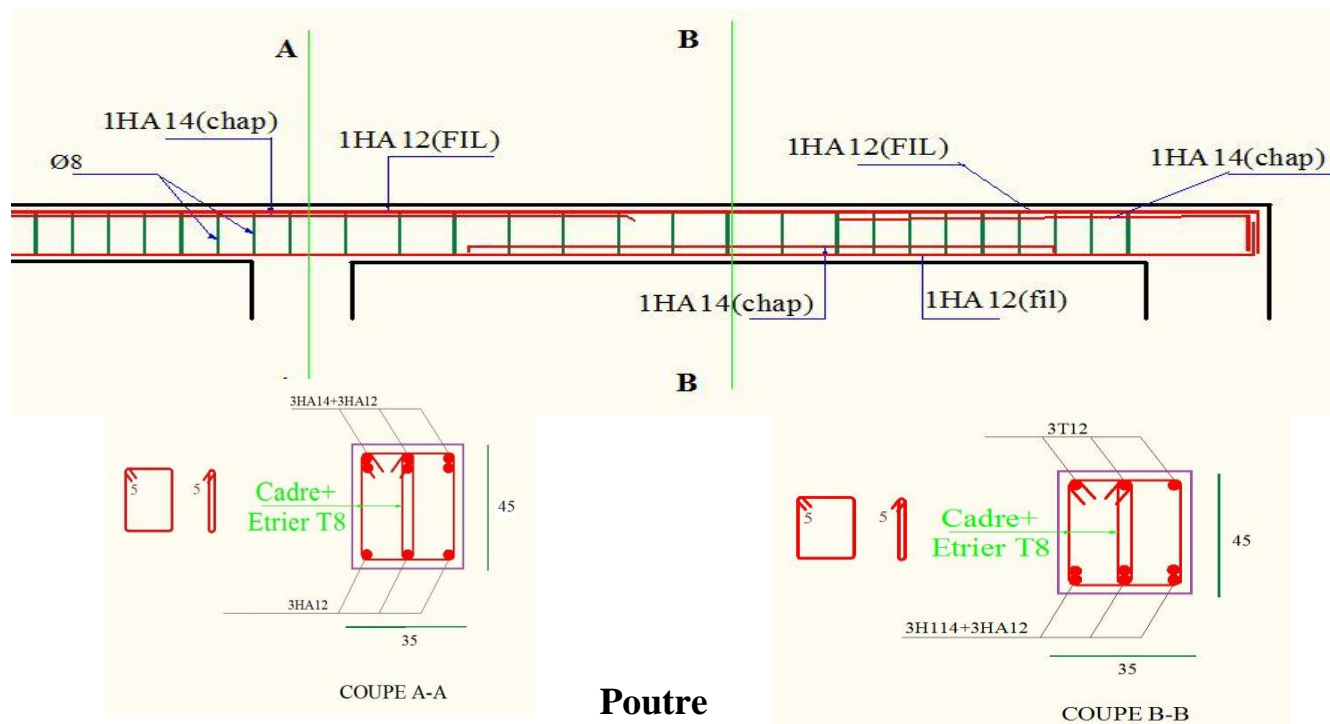 A
B
1HA14(chap)
1HA12(FIL)
Ø8
1HA12(FIL)
1HA14(chap)
1HA14(chap)
1HA12(fil)
B
3HA14+3HA12
5
5
Cadre+
Etrier T8
45
3HA12
35
COUPE A-A
Poutre
3T12
5
5
Cadre+
Etrier T8
45
3H114+3HA12
35
COUPE B-B